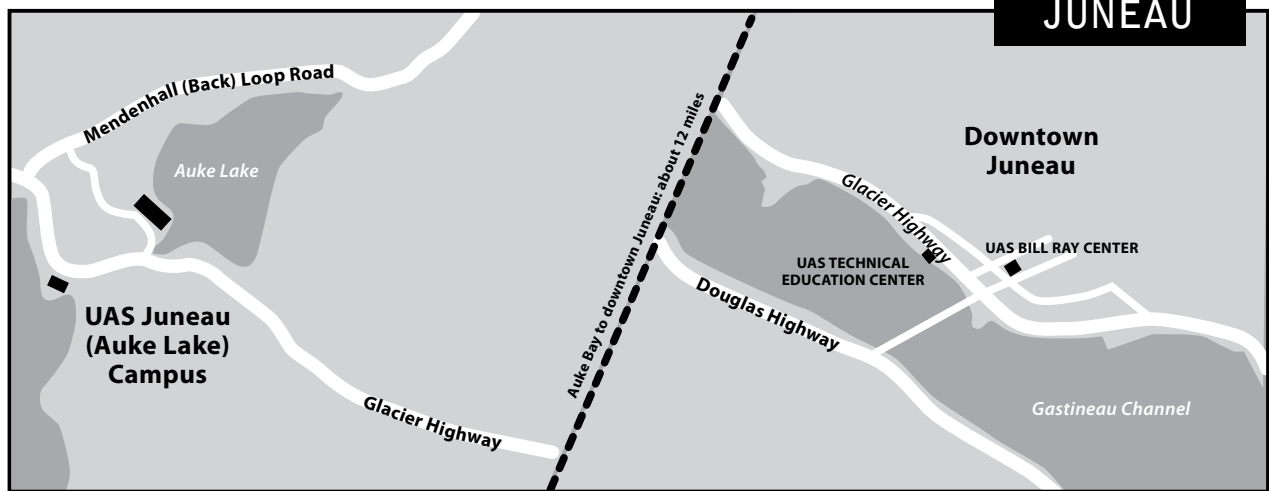 JUNEAU
Mendenhall (Back) Loop Road
Auke Lake
UAS Juneau
(Auke Lake)
Campus
Glacier Highway
Auke Bay to downtown Juneau: about 12 miles
Downtown
Juneau
Glacier Highway
UAS BILL RAY CENTER
UAS TECHNICAL
EDUCATION CENTER
Douglas Highway
Gastineau Channel